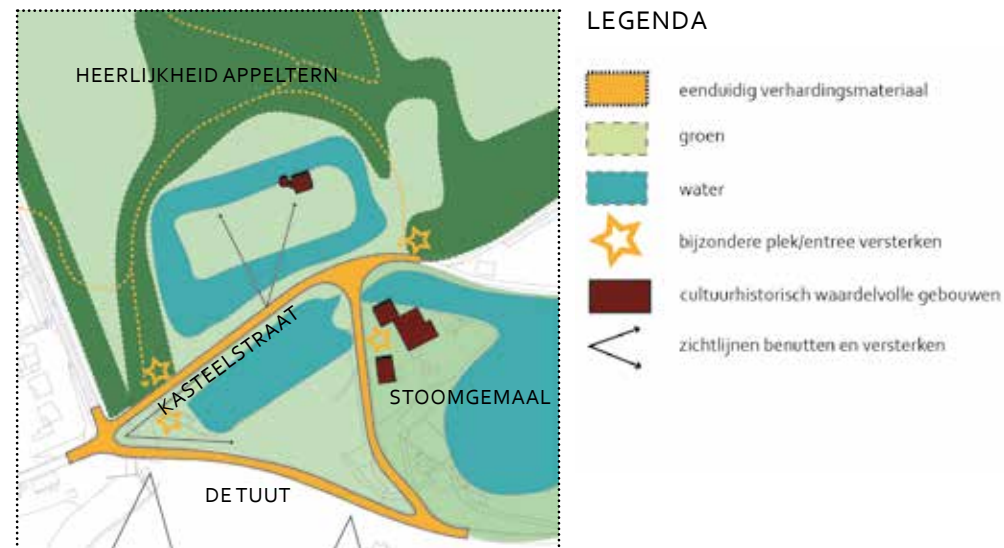 HEERLIJKHEID APPELTERN
KASTEELSTRAAT
STOOMGEMAAL
DE TUUT
LEGENDA
eenduidig verhardingsmateriaal
groen
water
bijzondere plek/entree versterken
cultuurhistorisch waardelvolle gebouwen
zichtlijnen benutten en versterken